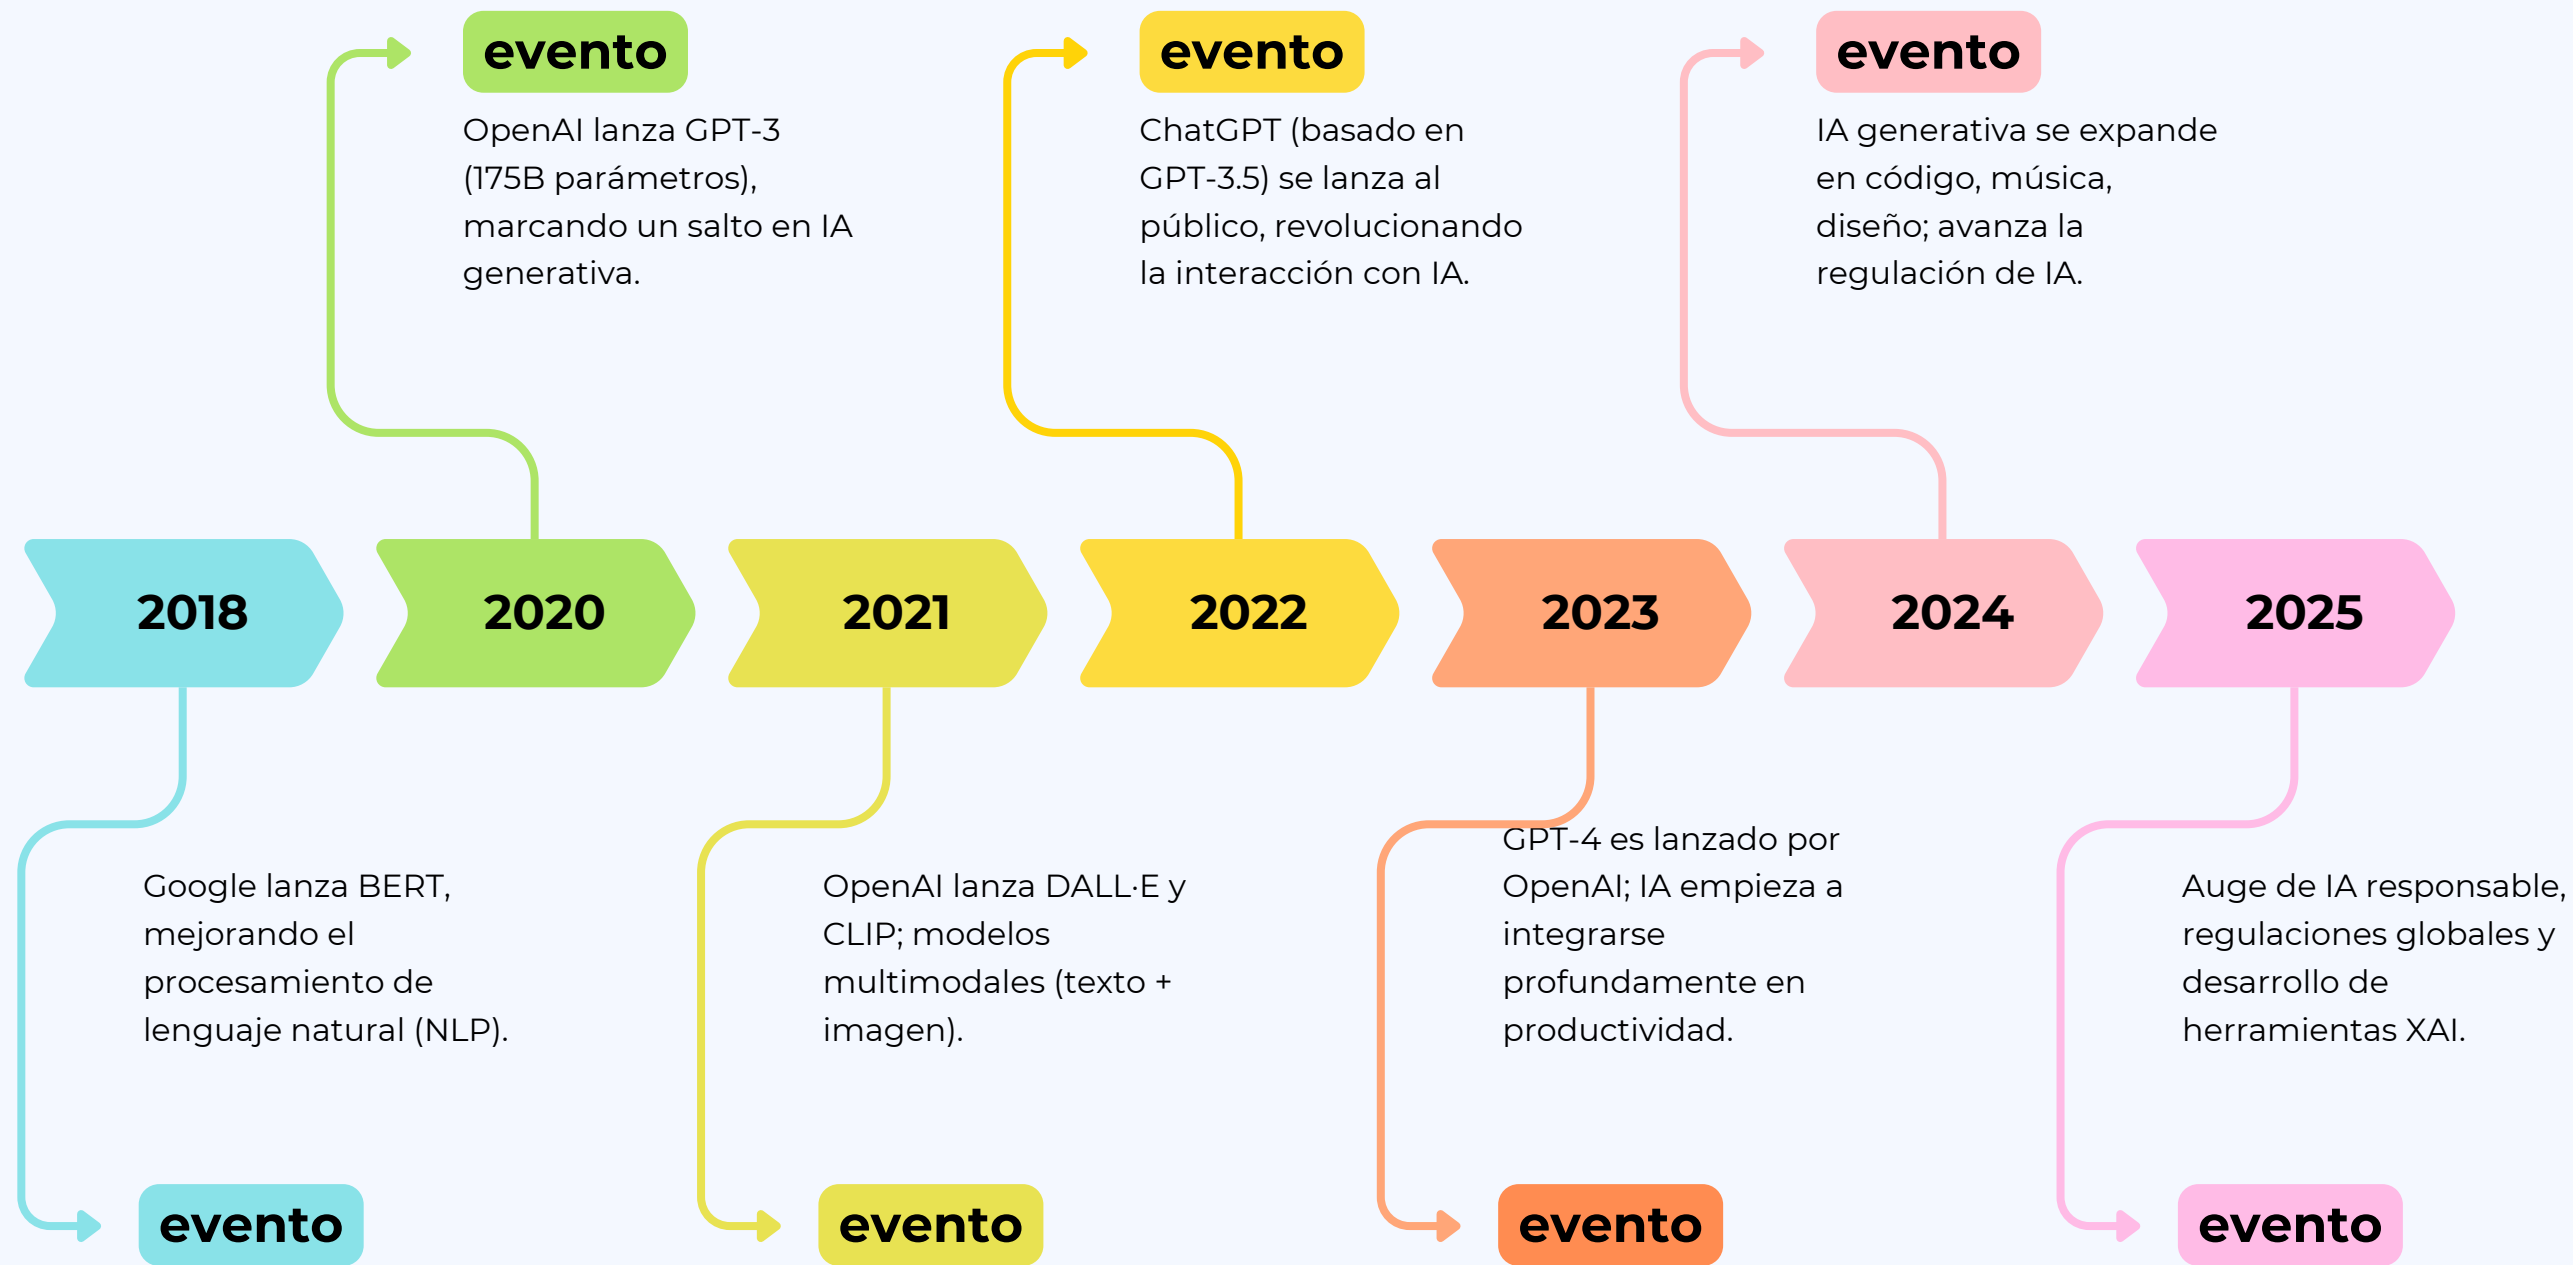 evento
OpenAI lanza GPT-3
(175B parámetros),
marcando un salto en IA
generativa.
evento
ChatGPT (basado en
GPT-3.5) se lanza al
público, revolucionando
la interacción con IA.
evento
IA generativa se expande
en código, música,
diseño; avanza la
regulación de IA.
2018
2020
2021
2022
2023
2024
2025
Google lanza BERT,
mejorando el
procesamiento de
lenguaje natural (NLP).
evento
OpenAI lanza DALL·E y
CLIP; modelos
multimodales (texto +
imagen).
evento
GPT-4 es lanzado por
OpenAI; IA empieza a
integrarse
profundamente en
productividad.
evento
Auge de IA responsable,
regulaciones globales y
desarrollo de
herramientas XAI.
evento